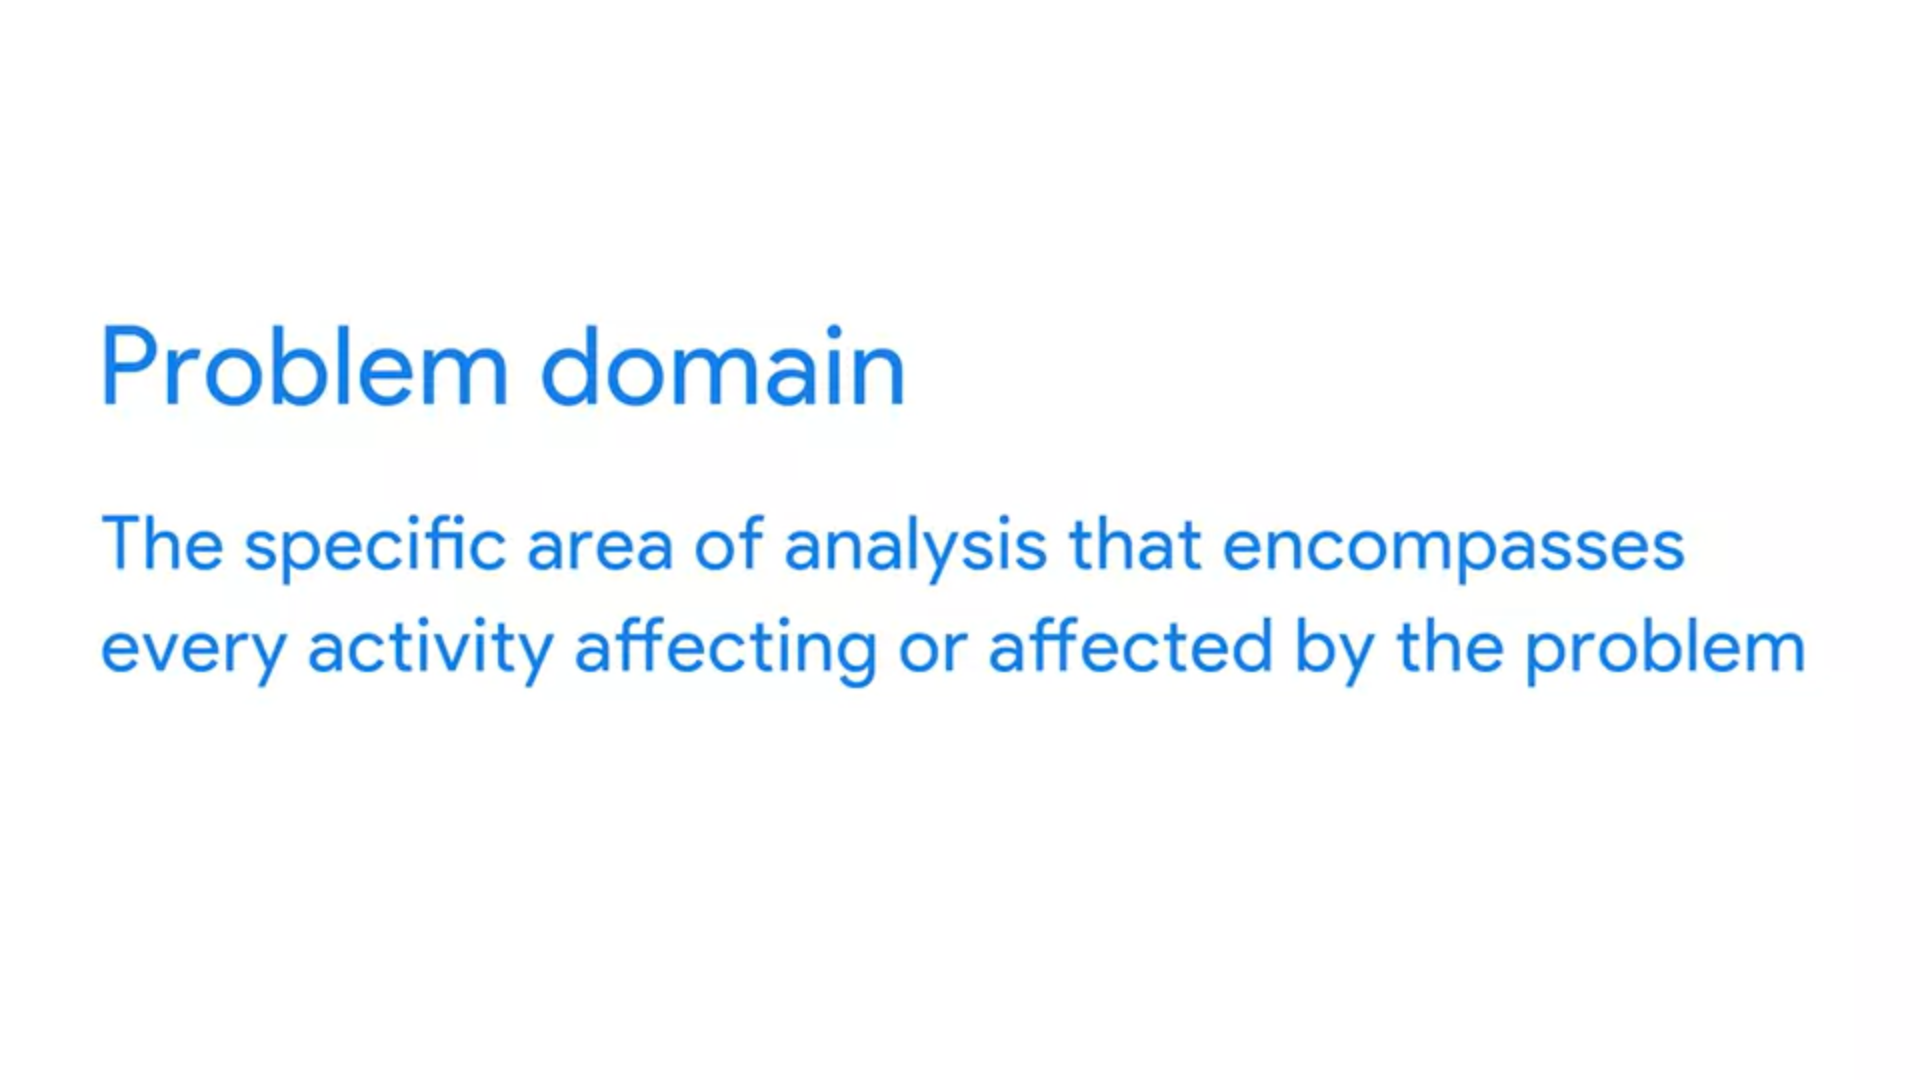 Problem domain
The specific area of analysis that encompasses
every activity affecting or affected by the problem